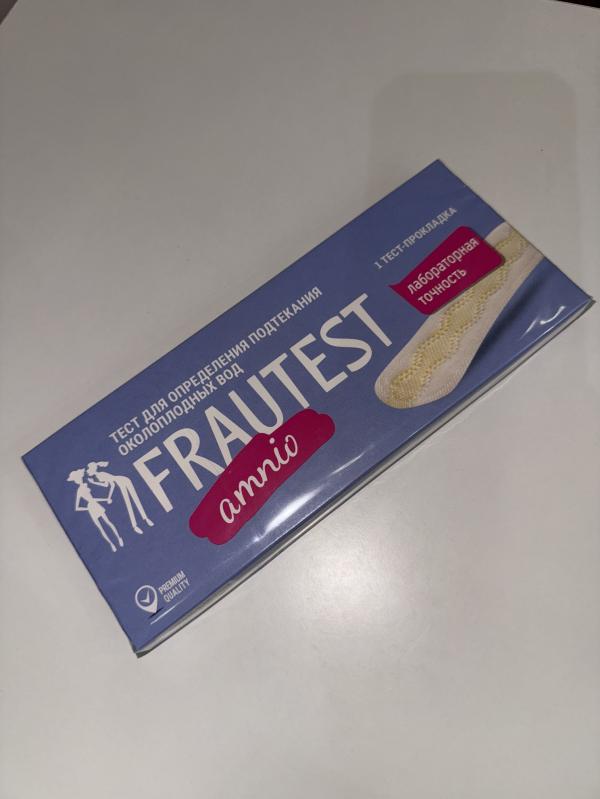 ТЕСТ ДЛЯ ОПРЕДЕЛЕНИЯ ПОДТЕКАНИЯ
ОКОЛОПЛОДНЫХ ВОД
1 ТЕСТ-ПРОКЛАДКА
лабораторная
точность
FRAUTEST
amnio
PREMIUM
QUALITY